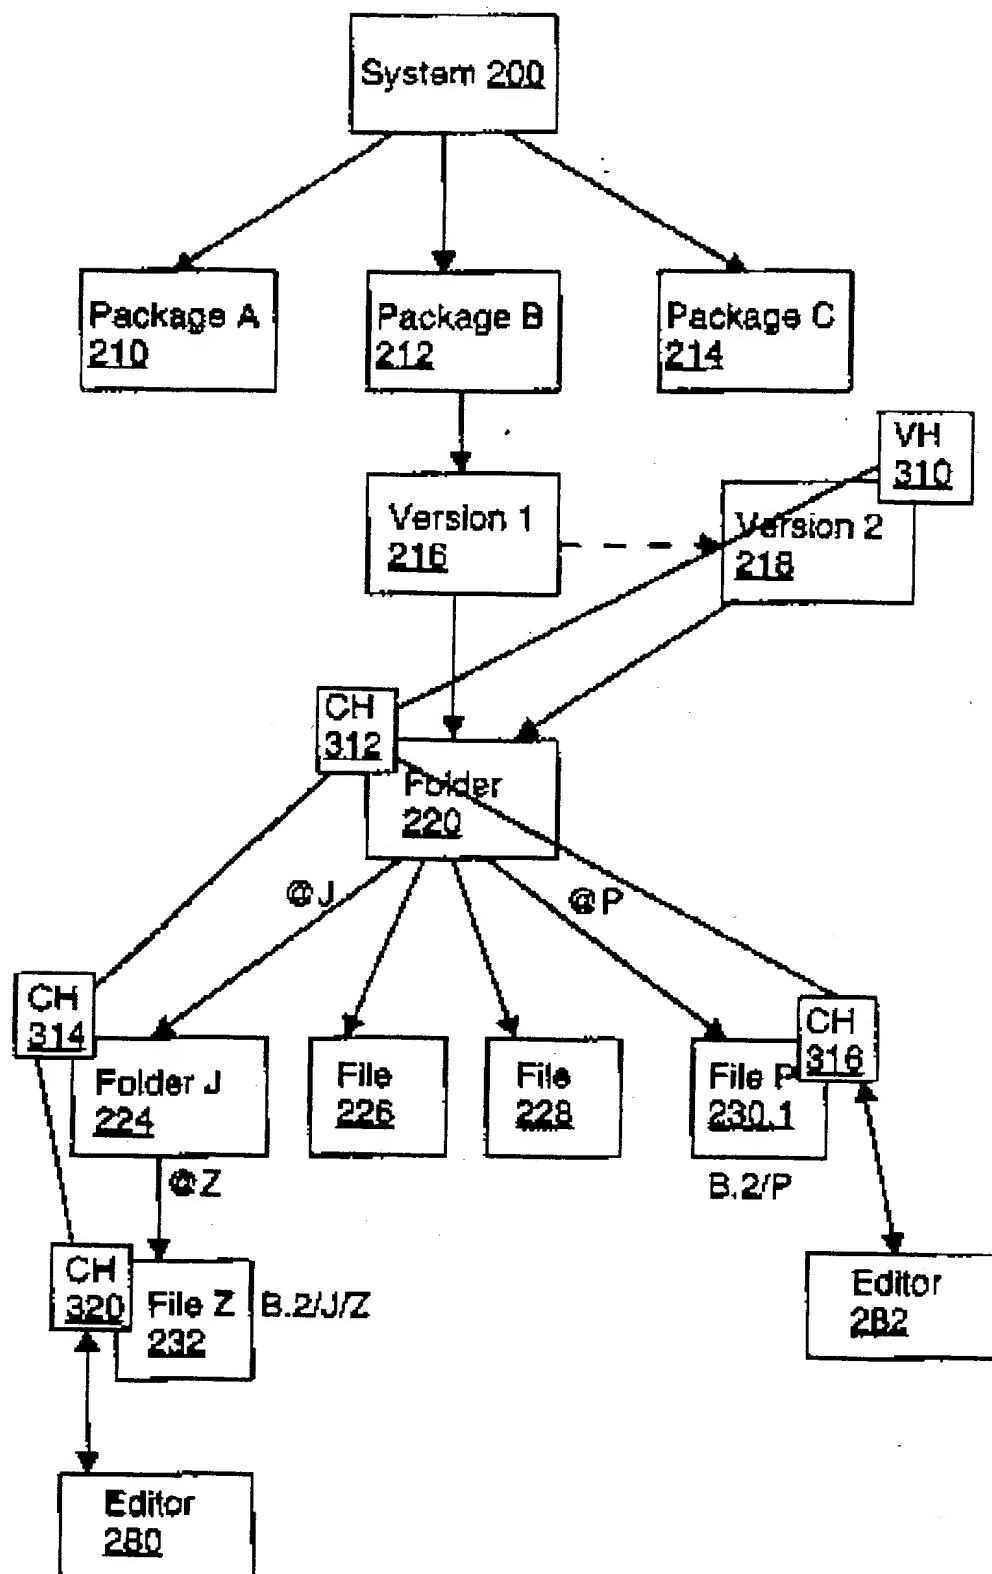 System 200
Package A
210
Package B
212
Package C
214
VH
310
Version 1
216
Version 2
218
CH
312
Folder
220
@J
@P
CH
314
Folder J
224
File
226
File
228
File P
230.1
CH
316
@Z
B.2/P
CH
320
File Z
232
B.2/J/Z
Editor
282
Editor
280